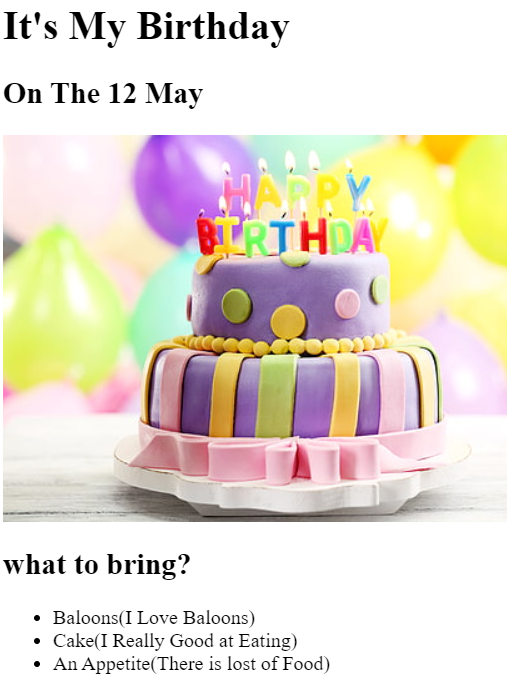 It's My Birthday
On The 12 May
HAPPY
BIRTHDAY
what to bring?
Baloons(I Love Baloons)
Cake(I Really Good at Eating)
An Appetite(There is lost of Food)